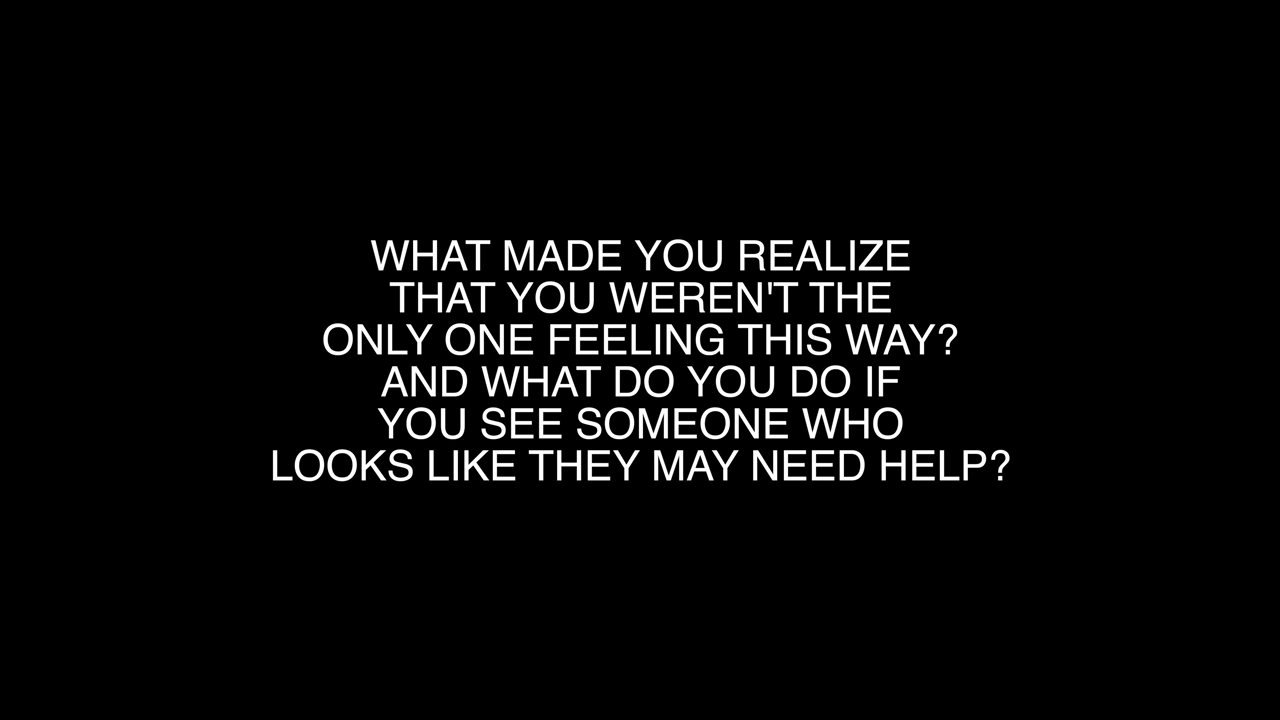 WHAT MADE YOU REALIZE
THAT YOU WEREN'T THE
ONLY ONE FEELING THIS WAY?
AND WHAT DO YOU DO IF
YOU SEE SOMEONE WHO
LOOKS LIKE THEY MAY NEED HELP?